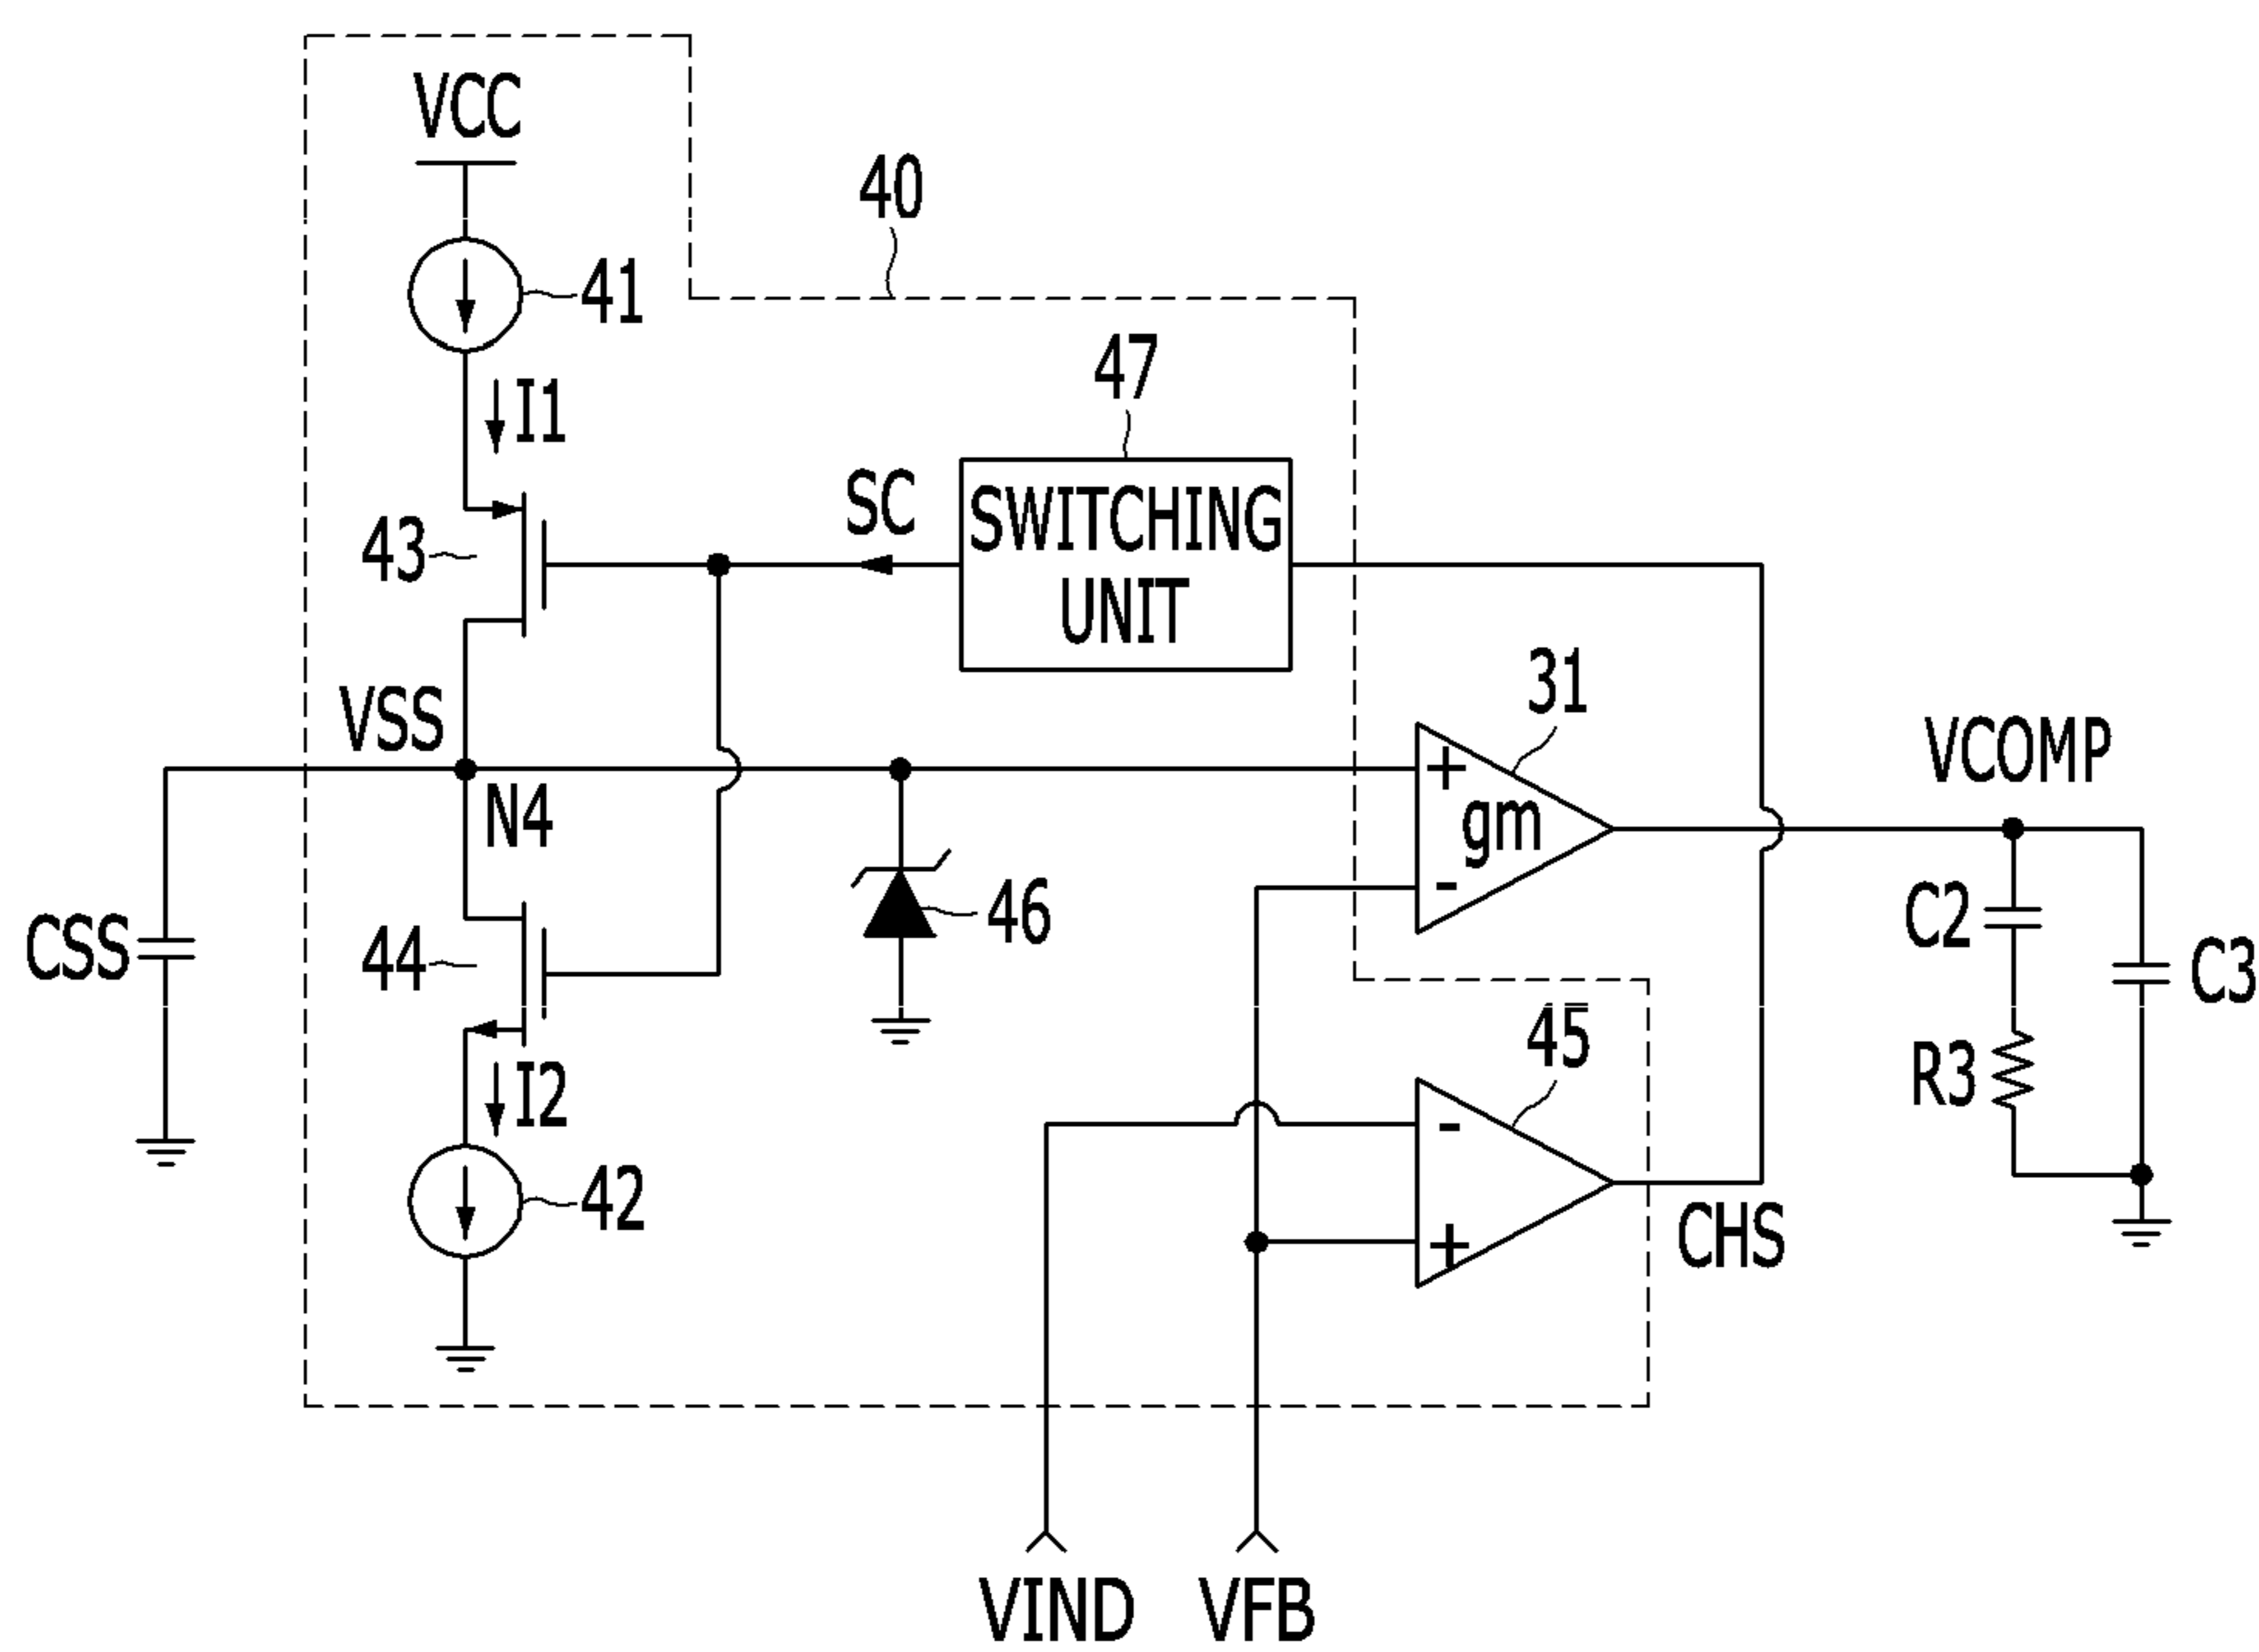 VCC
40
41
47
I1
SC
SWITCHING
UNIT
43
31
VSS
VCOMP
+
gm
-
N4
46
C2
CSS
44
C3
45
R3
I2
-
42
+
CHS
VIND
VFB